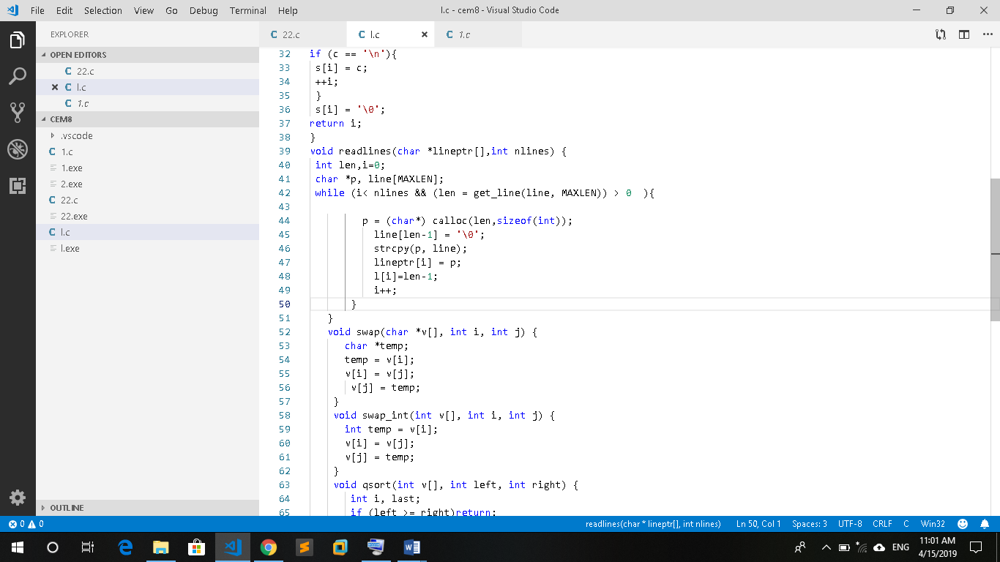 File Edit Selection View Go Debug Terminal Help
l.c - cem8 - Visual Studio Code
EXPLORER
OPEN EDITORS
C 22.c
× C l.c
C 1.c
CEM8
.vscode
C 1.c
1.exe
2.exe
C 22.c
22.exe
C l.c
l.exe
OUTLINE
C 22.c
C l.c ×
C 1.c
32 if (c == '\n'){
33 s[i] = c;
34 ++i;
35 }
36 s[i] = '\0';
37 return i;
38 }
39 void readlines(char *lineptr[],int nlines) {
40 int len,i=0;
41 char *p, line[MAXLEN];
42 while (i< nlines && (len = get_line(line, MAXLEN)) > 0  ){
43
44 p = (char*) calloc(len,sizeof(int));
45 line[len-1] = '\0';
46 strcpy(p, line);
47 lineptr[i] = p;
48 l[i]=len-1;
49 i++;
50 }
51 }
52 void swap(char *v[], int i, int j) {
53 char *temp;
54 temp = v[i];
55 v[i] = v[j];
56 v[j] = temp;
57 }
58 void swap_int(int v[], int i, int j) {
59 int temp = v[i];
60 v[i] = v[j];
61 v[j] = temp;
62 }
63 void qsort(int v[], int left, int right) {
64 int i, last;
65 if (left >= right)return;
0 0
readlines(char * lineptr[], int nlines) Ln 50, Col 1 Spaces: 3 UTF-8 CRLF C Win32
ENG
11:01 AM
4/15/2019